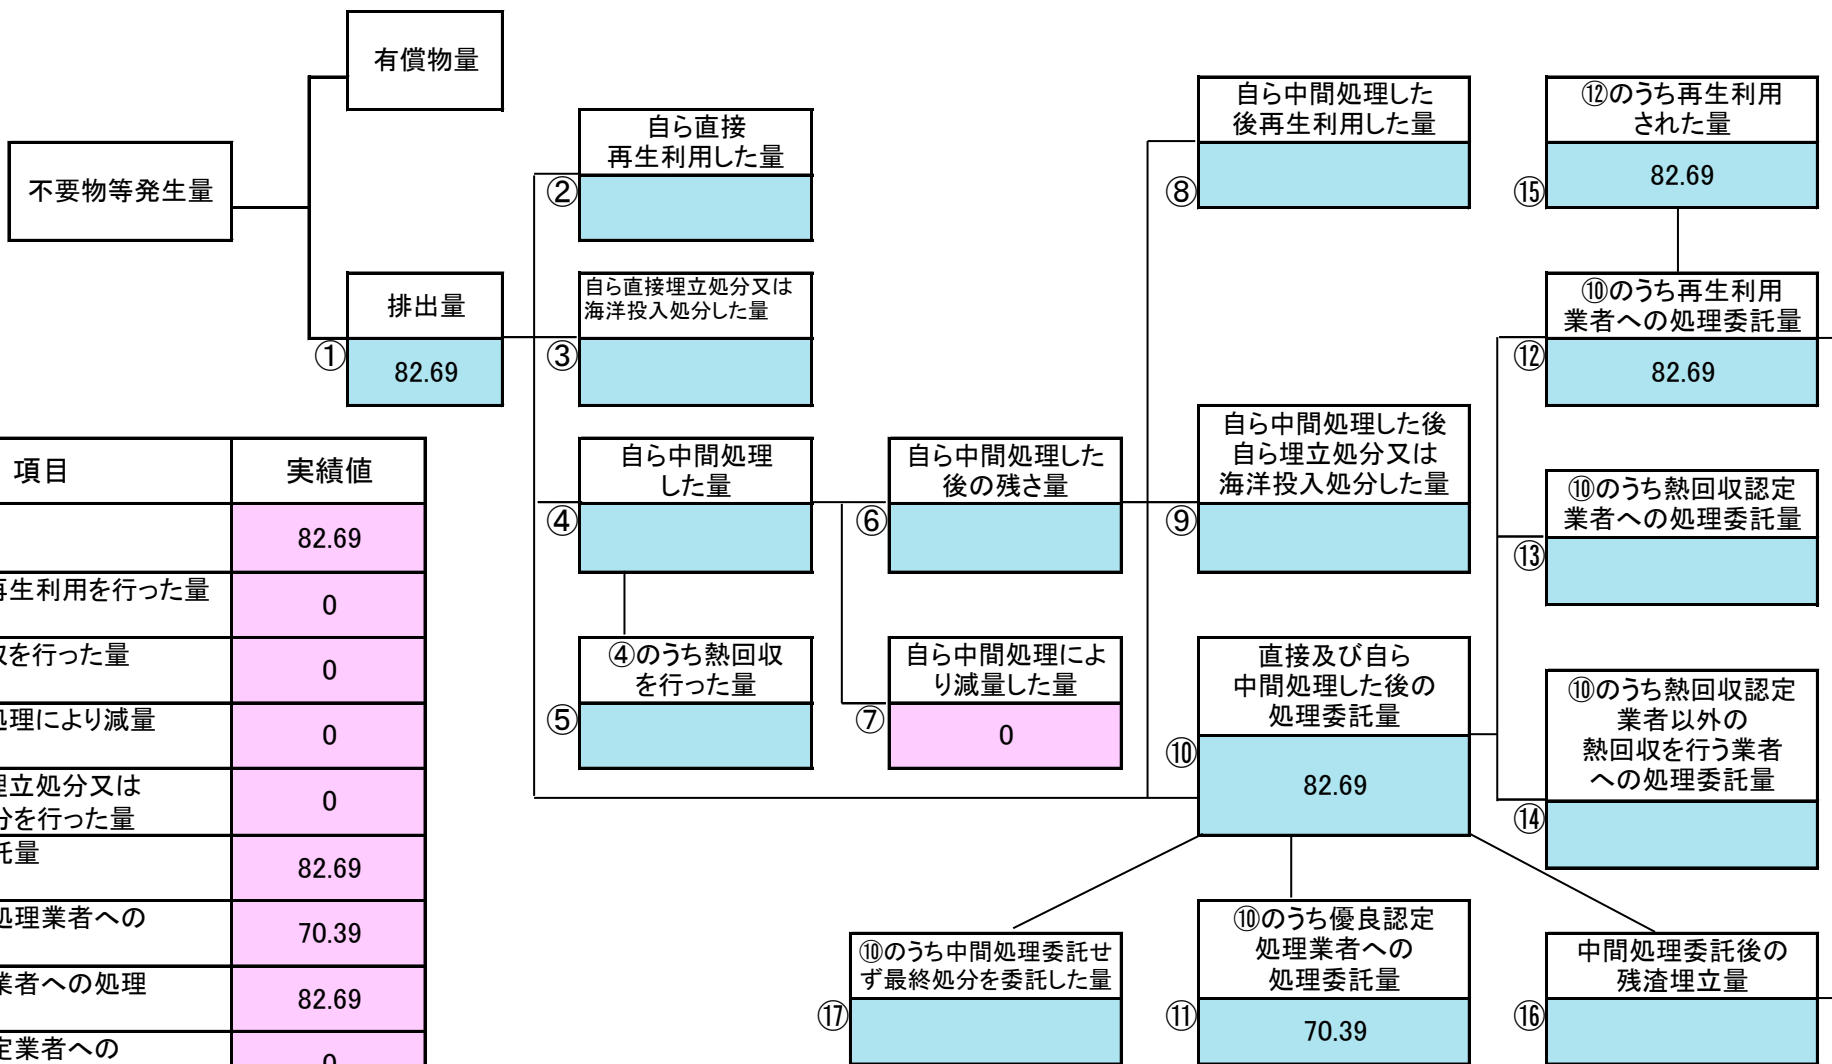 有償物量
不要物等発生量
排出量
①
82.69
自ら直接
再生利用した量
②
自ら直接埋立処分又は
海洋投入処分した量
③
自ら中間処理
した量
④
④のうち熱回収
を行った量
⑤
自ら中間処理した
後の残さ量
⑥
自ら中間処理によ
り減量した量
⑦
0
自ら中間処理した
後再生利用した量
⑧
自ら中間処理した後
自ら埋立処分又は
海洋投入処分した量
⑨
直接及び自ら
中間処理した後の
処理委託量
⑩
82.69
⑫のうち再生利用
された量
⑮
82.69
⑩のうち再生利用
業者への処理委託量
⑫
82.69
⑩のうち熱回収認定
業者への処理委託量
⑬
⑩のうち熱回収認定
業者以外の
熱回収を行う業者
への処理委託量
⑭
⑩のうち中間処理委託せ
ず最終処分を委託した量
⑰
⑩のうち優良認定
処理業者への
処理委託量
⑪
70.39
中間処理委託後の
残渣埋立量
⑯
項目
実績値
82.69
再生利用を行った量
0
を行った量
0
処理により減量
0
埋立処分又は
分を行った量
0
託量
82.69
処理業者への
70.39
業者への処理
82.69
定業者への
0